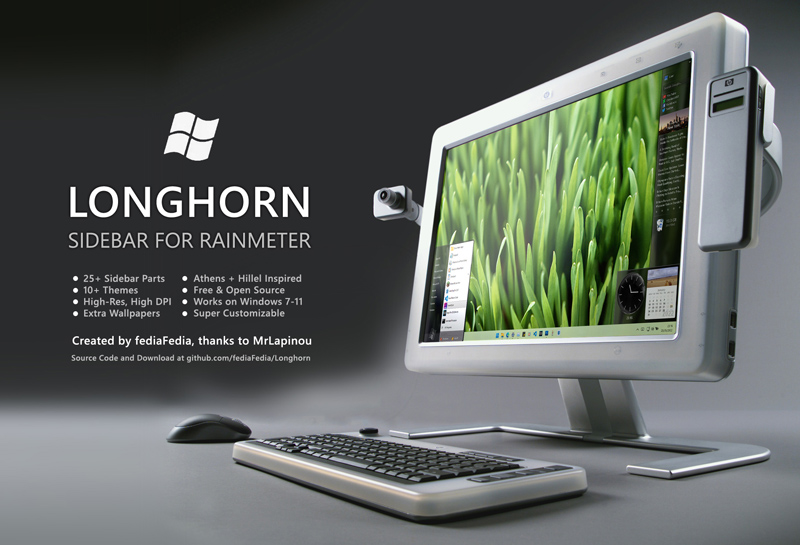 LONGHORN
SIDEBAR FOR RAINMETER
● 25+ Sidebar Parts
● 10+ Themes
● High-Res, High DPI
● Extra Wallpapers
● Athens + Hillel Inspired
● Free & Open Source
● Works on Windows 7-11
● Super Customizable
Created by fediaFedia, thanks to MrLapinou
Source Code and Download at github.com/fediaFedia/Longhorn
hp